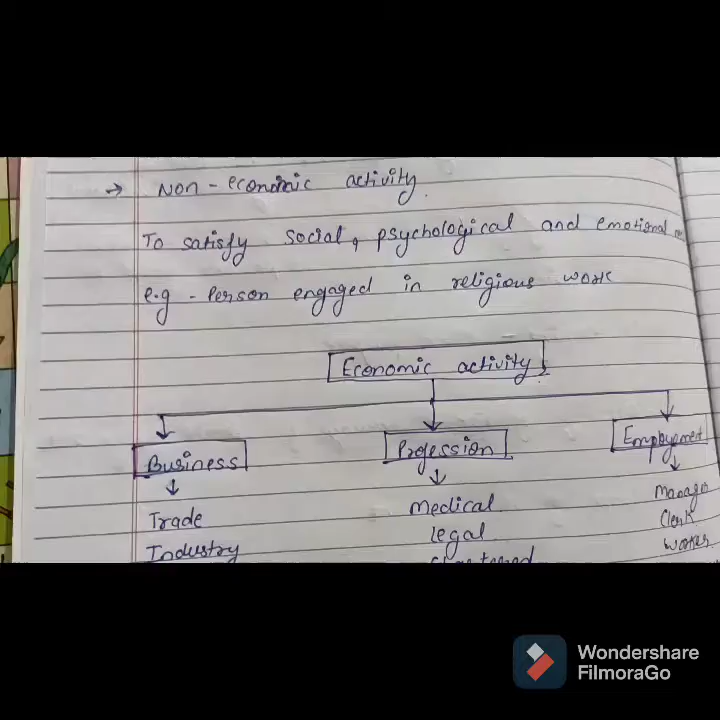 → Non-economic activity
To satisfy social, psychological and emotional
e.g - Person engaged in religious work
Economic activity
Business Profession Employment
↓ ↓ ↓
Trade Medical Manager
Industry Legal Clerk
Worker
Wondershare
FilmoraGo